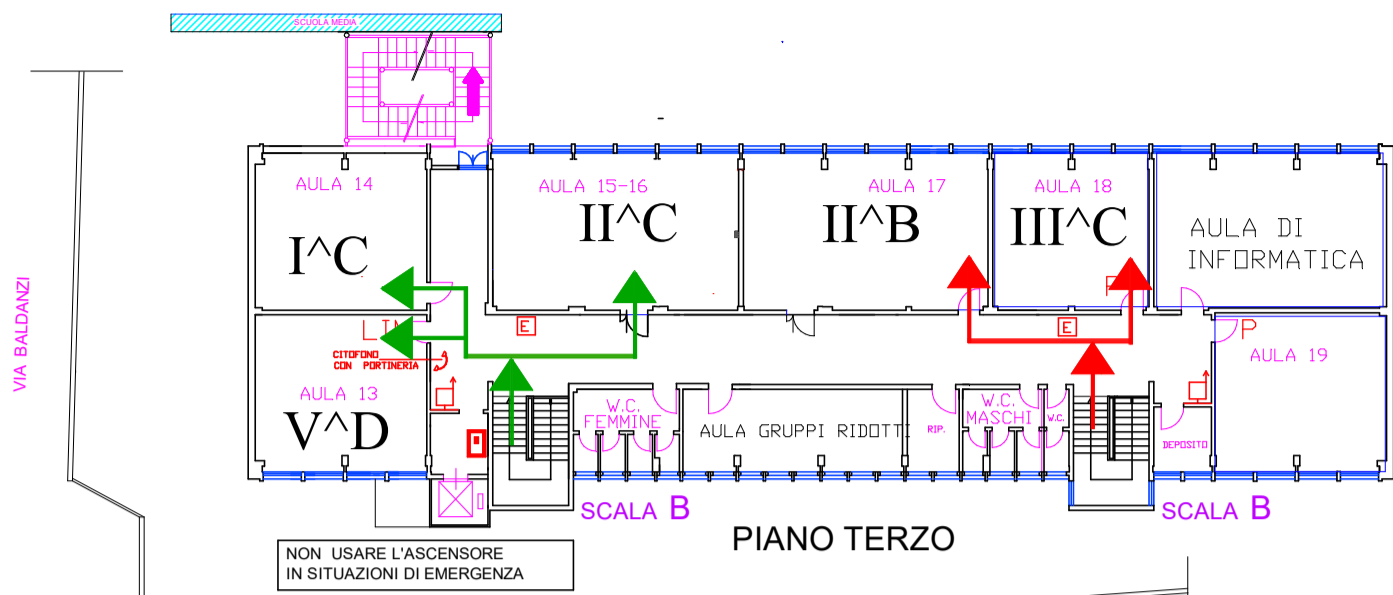 SCUOLA MEDIA
VIA BALDANZI
AULA 14
I^C
AULA 15-16
II^C
AULA 17
II^B
AULA 18
III^C
AULA DI
INFORMATICA
LIM
CITOFONO
CON PORTINERIA
AULA 13
V^D
E
E
P
AULA 19
W.C.
FEMMINE
AULA GRUPPI RIDOTTI
RIP.
W.C.
MASCHI
W.C.
DEPOSITO
SCALA B
PIANO TERZO
SCALA B
NON USARE L'ASCENSORE
IN SITUAZIONI DI EMERGENZA